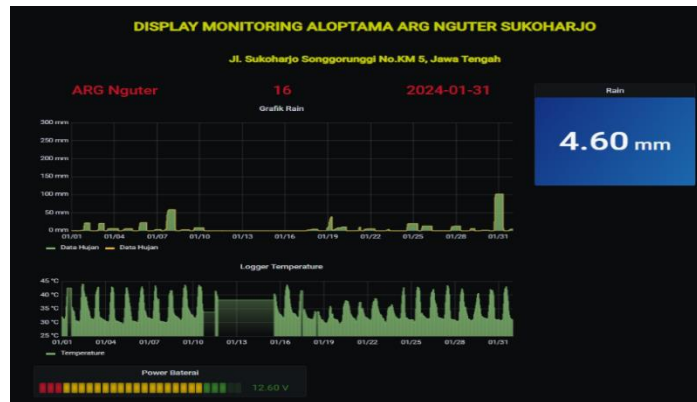 DISPLAY MONITORING ALOPTAMA ARG NGUTER SUKOHARJO
Jl. Sukoharjo Songgorunggi No.KM 5, Jawa Tengah
ARG Nguter 16 2024-01-31
Rain
4.60 mm
Grafik Rain
300 mm
250 mm
200 mm
150 mm
100 mm
50 mm
0 mm
01/01 01/04 01/07 01/10 01/13 01/16 01/19 01/22 01/25 01/28 01/31
Data Hujan Data Hujan
Logger Temperature
45 °C
40 °C
35 °C
30 °C
25 °C
01/01 01/04 01/07 01/10 01/13 01/16 01/19 01/22 01/25 01/28 01/31
Temperature
Power Baterai
12.60 V